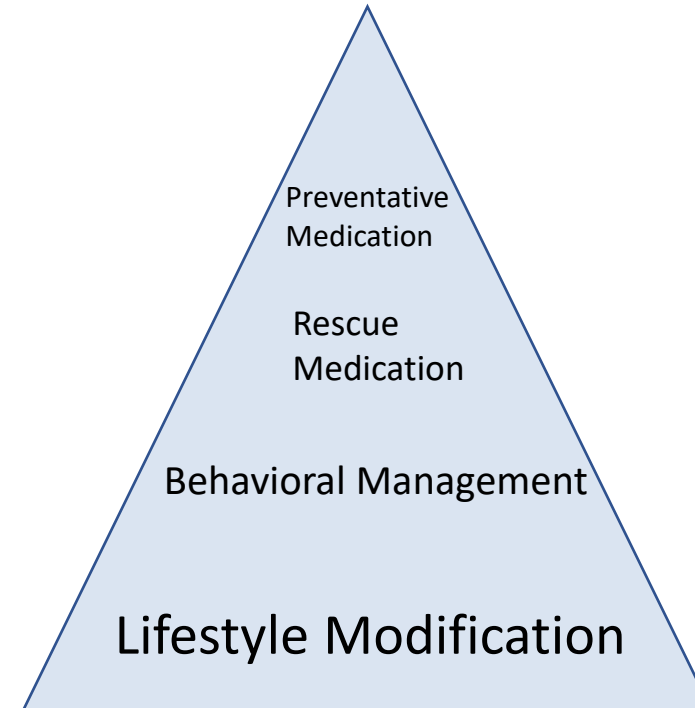 Preventative
Medication
Rescue
Medication
Behavioral Management
Lifestyle Modification